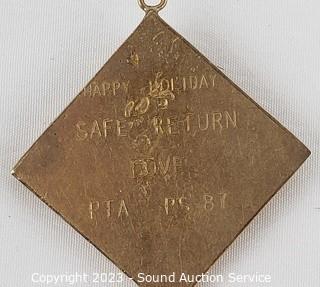 HAPPY HOLIDAY
SAFE RETURN
LOVE
PTA PS 87
Copyright 2023 - Sound Auction Service